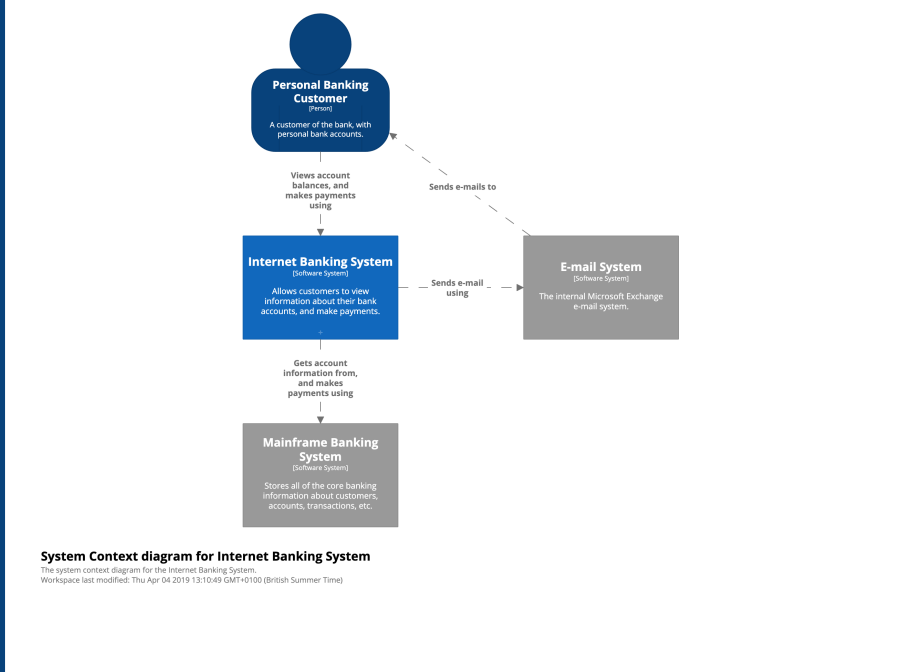 Personal Banking
Customer
[Person]
A customer of the bank, with
personal bank accounts.
Views account
balances, and
makes payments
using
Sends e-mails to
Internet Banking System
[Software System]
Allows customers to view
information about their bank
accounts, and make payments.
+
Sends e-mail
using
E-mail System
[Software System]
The internal Microsoft Exchange
e-mail system.
Gets account
information from,
and makes
payments using
Mainframe Banking
System
[Software System]
Stores all of the core banking
information about customers,
accounts, transactions, etc.
System Context diagram for Internet Banking System
The system context diagram for the Internet Banking System.
Workspace last modified: Thu Apr 04 2019 13:10:49 GMT+0100 (British Summer Time)